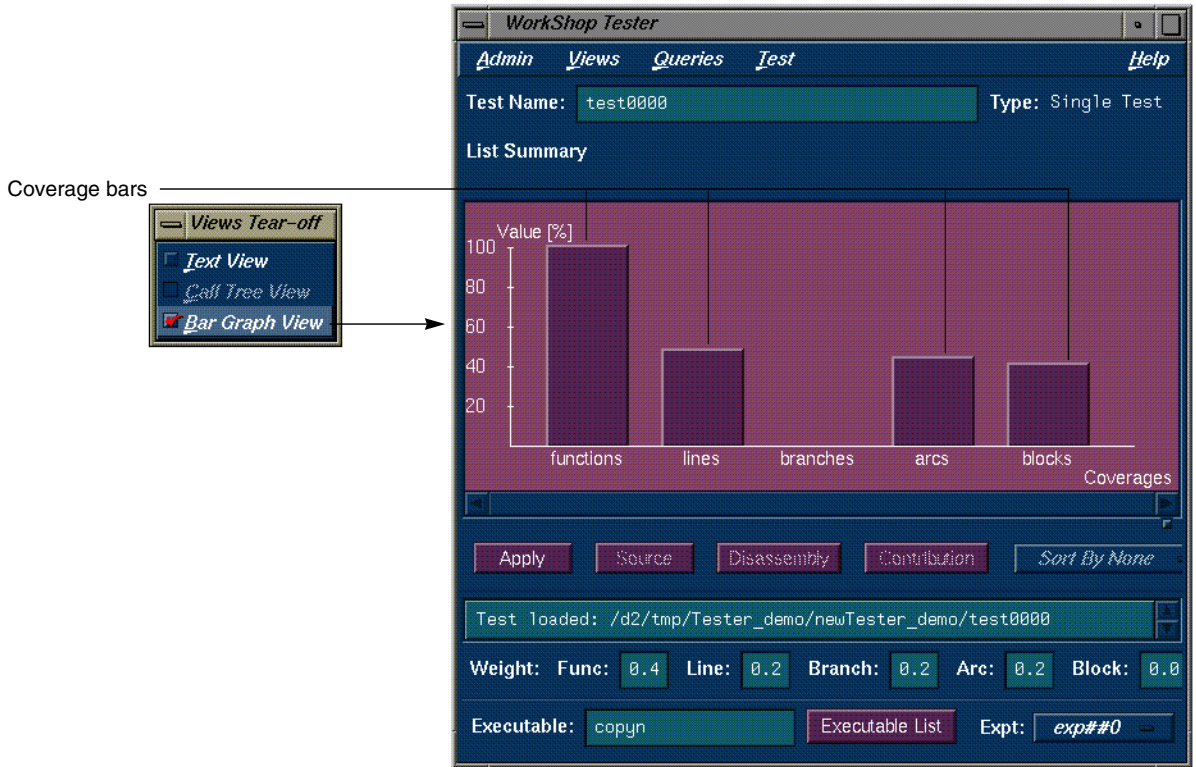 WorkShop Tester
Admin Views Queries Test Help
Test Name: test0000 Type: Single Test
List Summary
Coverage bars
Views Tear-off
Text View
Call Tree View
Bar Graph View
Value [%]
100
80
60
40
20
functions lines branches arcs blocks
Coverages
Apply Source Disassembly Contribution Sort By None
Test loaded: /d2/tmp/Tester_demo/newTester_demo/test0000
Weight: Func: 0.4 Line: 0.2 Branch: 0.2 Arc: 0.2 Block: 0.0
Executable: copyn Executable List Expt: exp##0